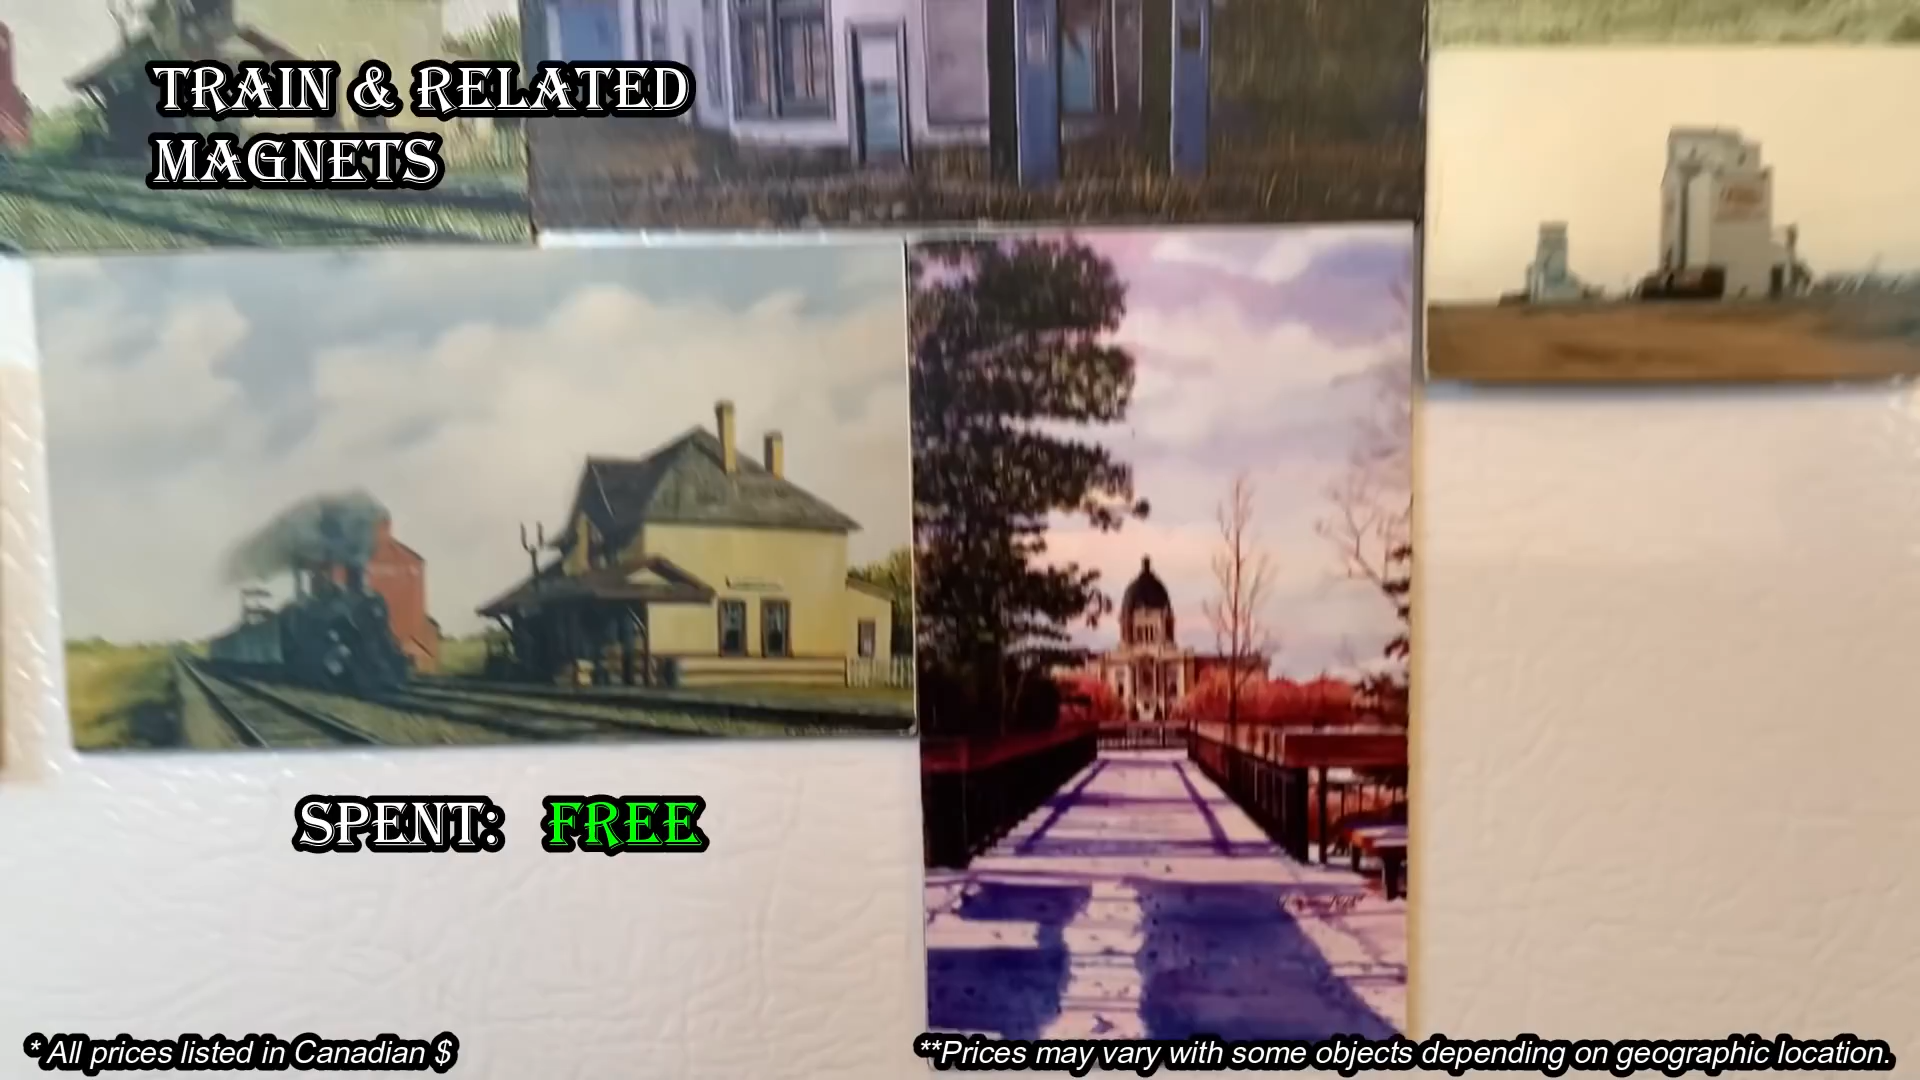 TRAIN & RELATED
MAGNETS
SPENT: FREE
* All prices listed in Canadian $
**Prices may vary with some objects depending on geographic location.